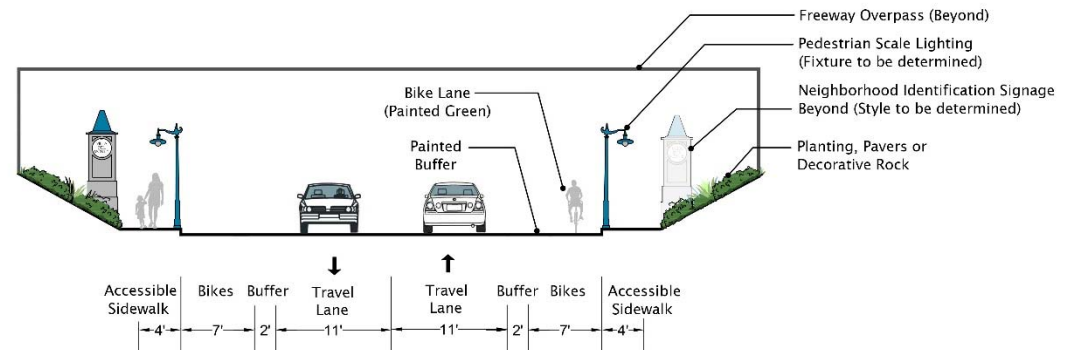 Freeway Overpass (Beyond)
Pedestrian Scale Lighting
(Fixture to be determined)
Neighborhood Identification Signage
Beyond (Style to be determined)
Planting, Pavers or
Decorative Rock
Bike Lane
(Painted Green)
Painted
Buffer
Accessible
Sidewalk
Bikes
Buffer
Travel
Lane
Travel
Lane
Buffer
Bikes
Accessible
Sidewalk
4'
7'
2'
11'
11'
2'
7'
4'